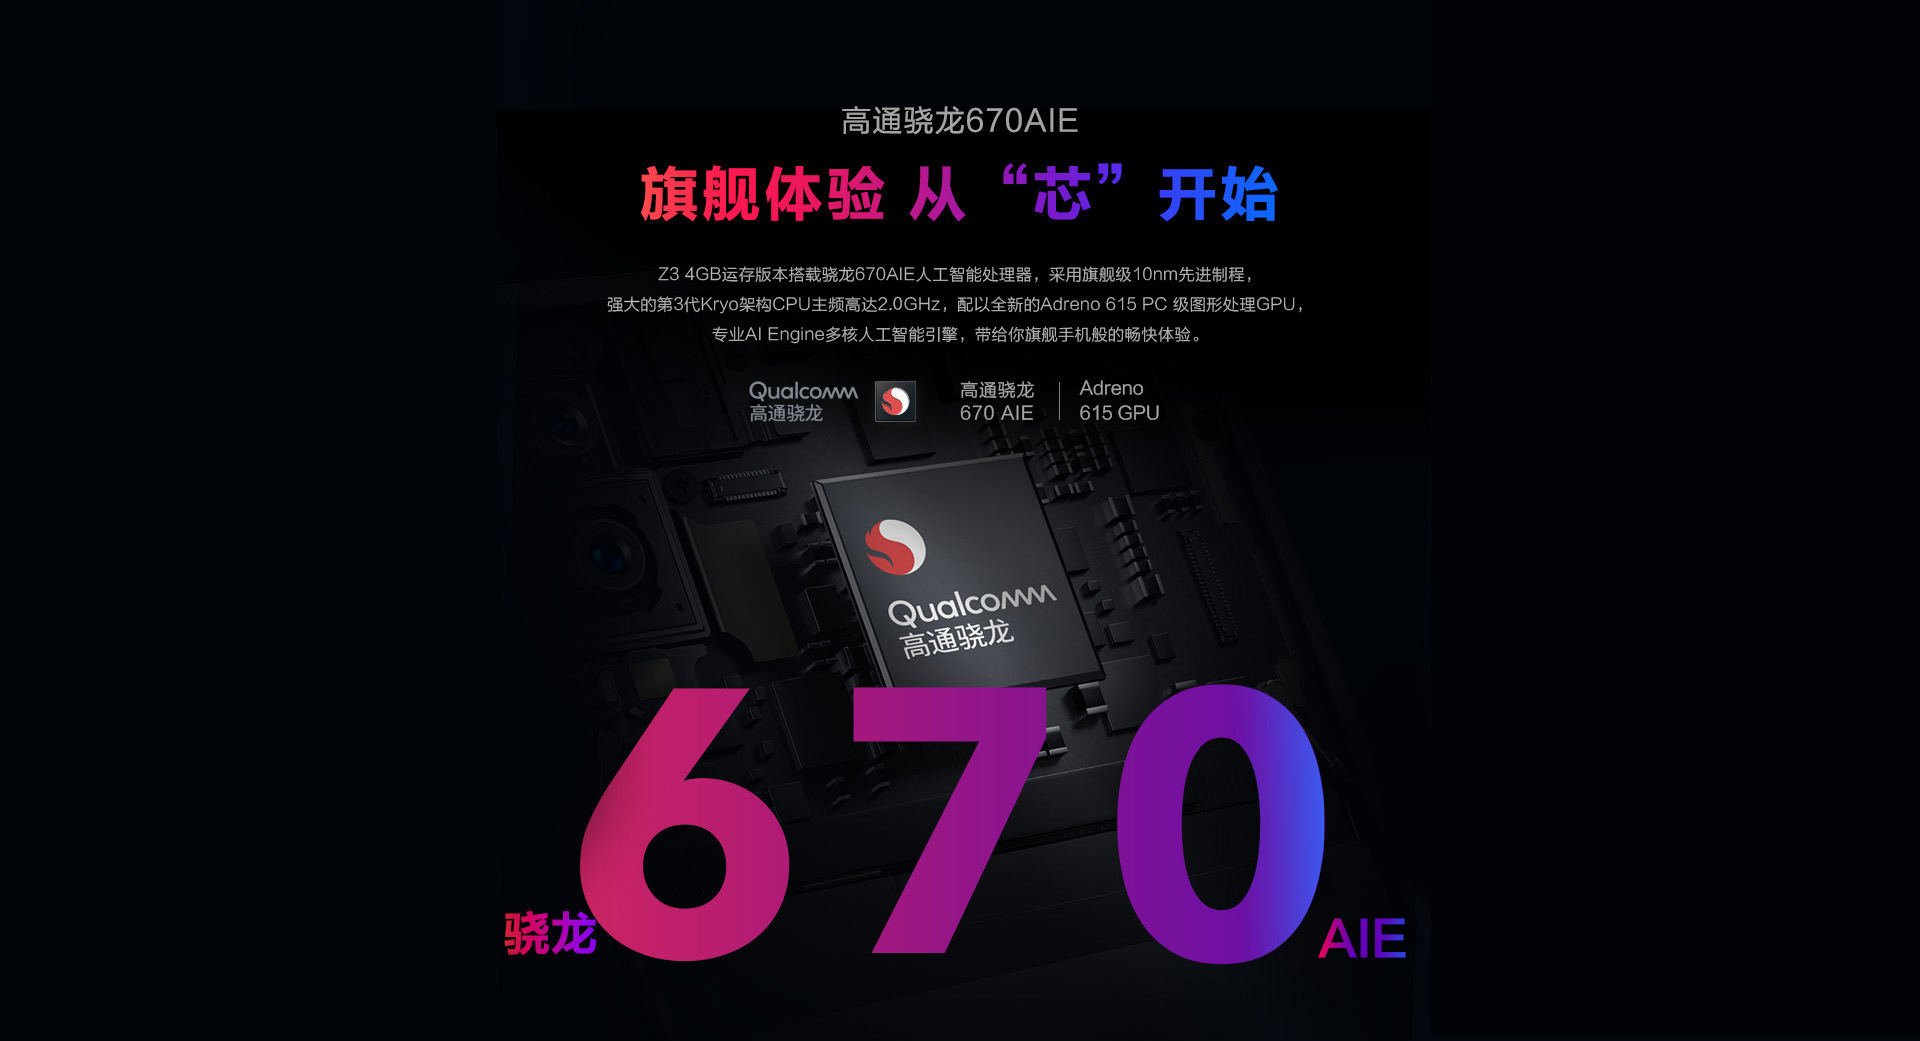 高通骁龙670AIE
旗舰体验 从“芯”开始
Z3 4GB运存版本搭载骁龙670AIE人工智能处理器，采用旗舰级10nm先进制程，
强大的第3代Kryo架构CPU主频高达2.0GHz，配以全新的Adreno 615 PC 级图形处理GPU，
专业AI Engine多核人工智能引擎，带给你旗舰手机般的畅快体验。
Qualcomm
高通骁龙
高通骁龙
670 AIE
Adreno
615 GPU
Qualcomm
高通骁龙
骁龙670AIE